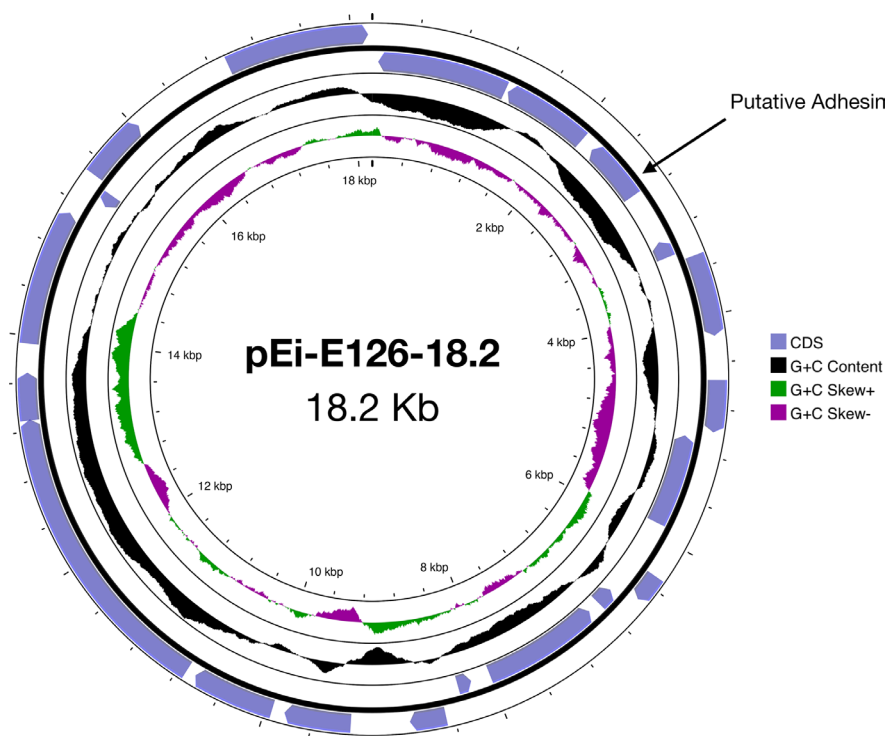 Putative Adhesin
18 kbp
2 kbp
16 kbp
4 kbp
14 kbp
pEi-E126-18.2
18.2 Kb
CDS
G+C Content
G+C Skew+
G+C Skew-
6 kbp
12 kbp
8 kbp
10 kbp